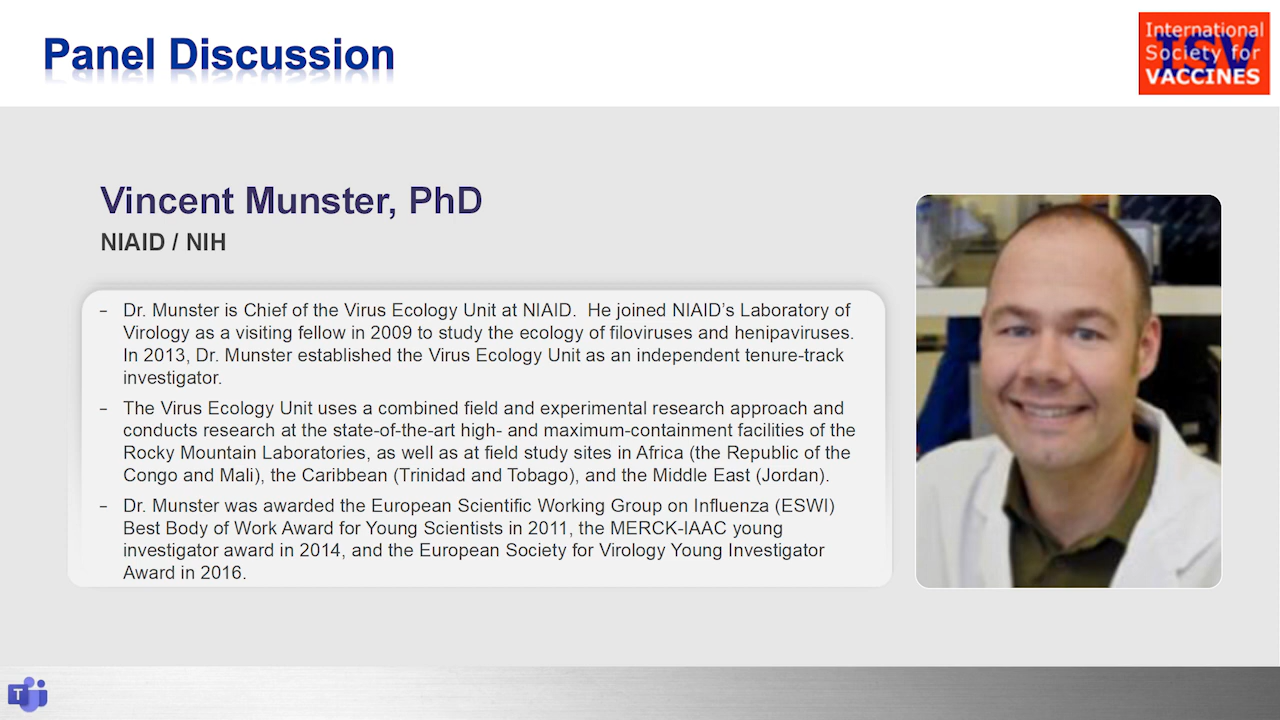 Panel Discussion
International
Society for
VACCINES
ISV
Vincent Munster, PhD
NIAID / NIH
- Dr. Munster is Chief of the Virus Ecology Unit at NIAID.  He joined NIAID’s Laboratory of
Virology as a visiting fellow in 2009 to study the ecology of filoviruses and henipaviruses.
In 2013, Dr. Munster established the Virus Ecology Unit as an independent tenure-track
investigator.
- The Virus Ecology Unit uses a combined field and experimental research approach and
conducts research at the state-of-the-art high- and maximum-containment facilities of the
Rocky Mountain Laboratories, as well as at field study sites in Africa (the Republic of the
Congo and Mali), the Caribbean (Trinidad and Tobago), and the Middle East (Jordan).
- Dr. Munster was awarded the European Scientific Working Group on Influenza (ESWI)
Best Body of Work Award for Young Scientists in 2011, the MERCK-IAAC young
investigator award in 2014, and the European Society for Virology Young Investigator
Award in 2016.
T